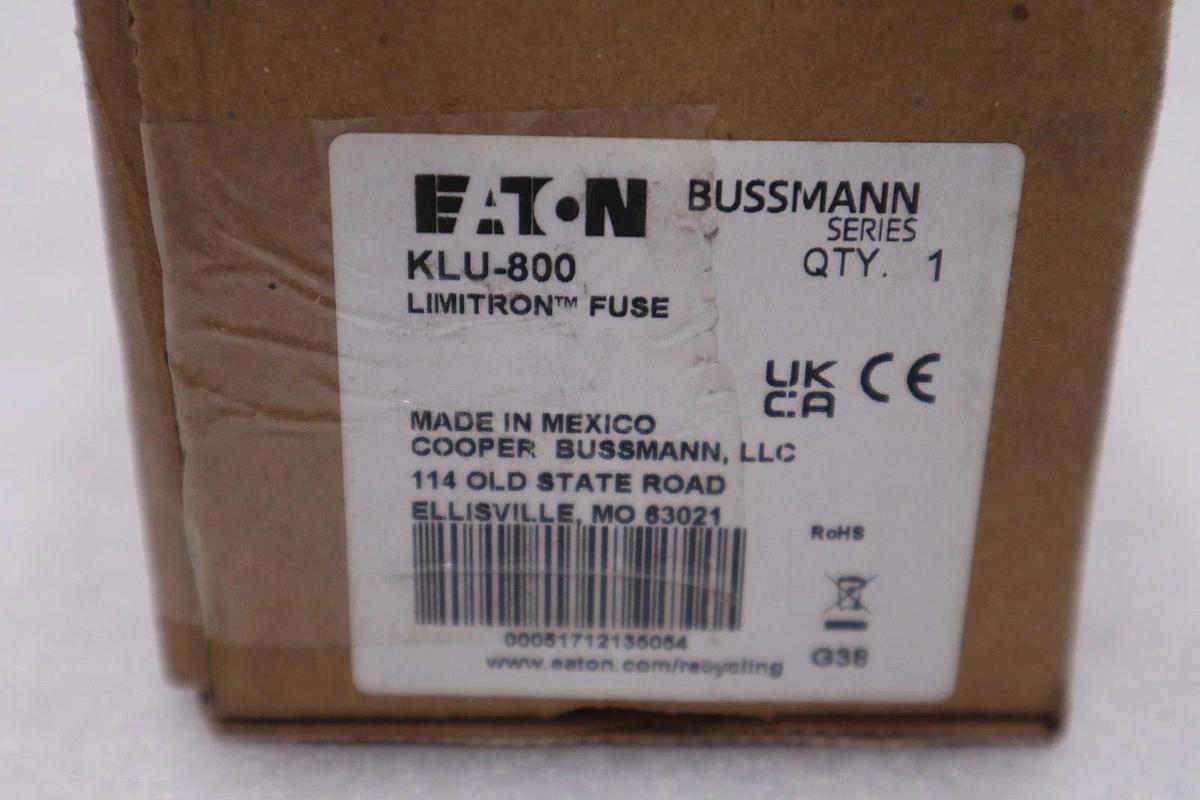 EATON
BUSSMANN
SERIES
KLU-800
QTY. 1
LIMITRON™ FUSE
UK
CA
CE
MADE IN MEXICO
COOPER BUSSMANN, LLC
114 OLD STATE ROAD
ELLISVILLE, MO 63021
RoHS
00051712135054
www.eaton.com/recycling
G38